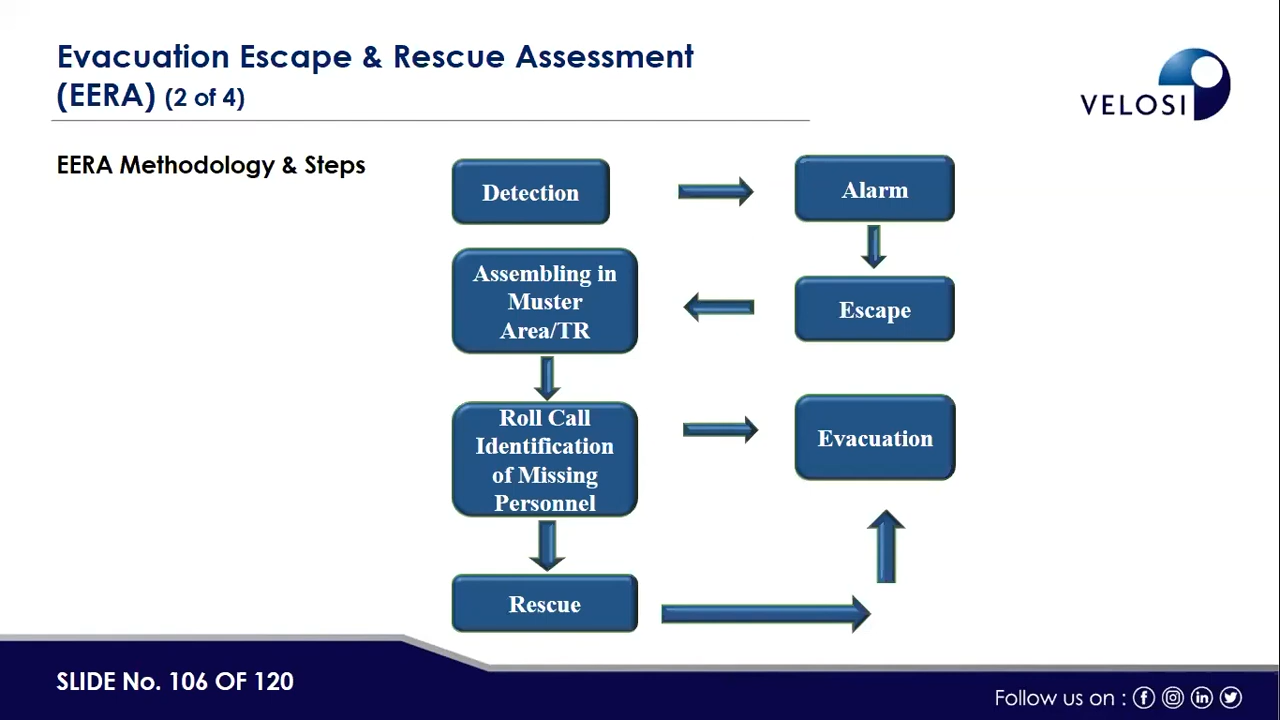 Evacuation Escape & Rescue Assessment
(EERA) (2 of 4)
VELOSI
EERA Methodology & Steps
Detection
Alarm
Escape
Assembling in
Muster
Area/TR
Roll Call
Identification
of Missing
Personnel
Evacuation
Rescue
SLIDE No. 106 OF 120
Follow us on :